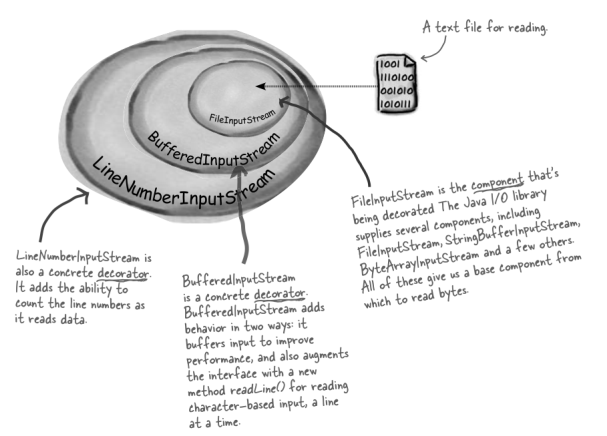 A text file for reading.
11001
1110100
001010
1010111
FileInputStream
BufferedInputStream
LineNumberInputStream
LineNumberInputStream is
also a concrete decorator.
It adds the ability to
count the line numbers as
it reads data.
BufferedInputStream
is a concrete decorator.
BufferedInputStream adds
behavior in two ways: it
buffers input to improve
performance, and also augments
the interface with a new
method readLine() for reading
character-based input, a line
at a time.
FileInputStream is the component that's
being decorated The Java I/O library
supplies several components, including
FileInputStream, StringBufferInputStream,
ByteArrayInputStream and a few others.
All of these give us a base component from
which to read bytes.